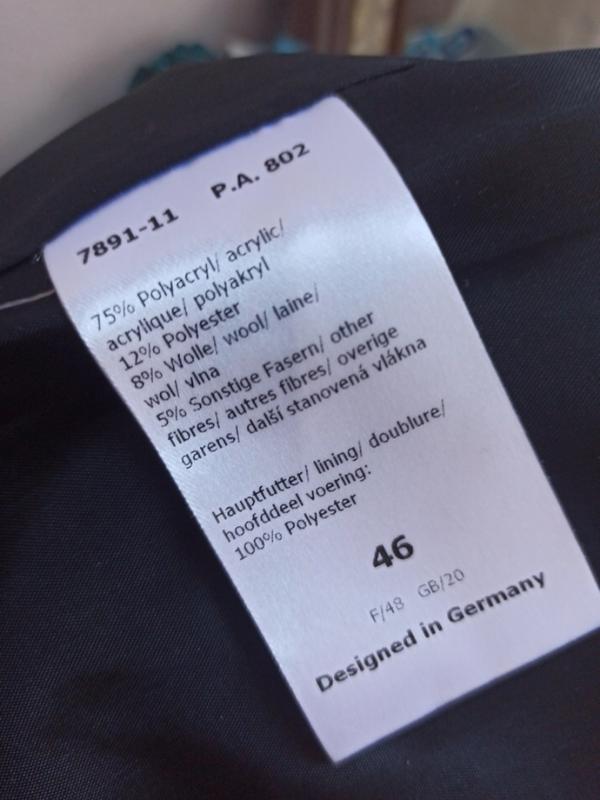 7891-11 P.A. 802
75% Polyacryl/ acrylic/
acrylique/ polyakryl
12% Polyester
8% Wolle/ wool/ laine/
wol/ vlna
5% Sonstige Fasern/ other
fibres/ autres fibres/ overige
garens/ další stanovená vlákna
Hauptfutter/ lining/ doublure/
hoofddeel voering:
100% Polyester
46
F/48 GB/20
Designed in Germany